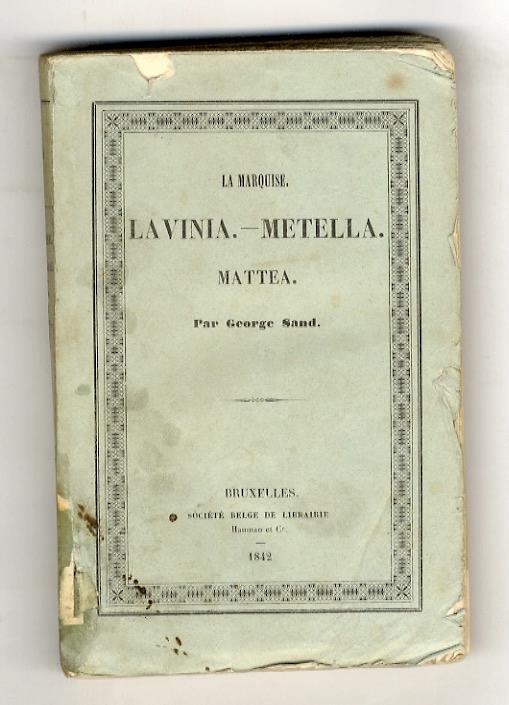 LA MARQUISE.
LAVINIA.—METELLA.
MATTEA.
Par George Sand.
BRUXELLES.
SOCIÉTÉ BELGE DE LIBRAIRIE
Hauman et Ce.
1842